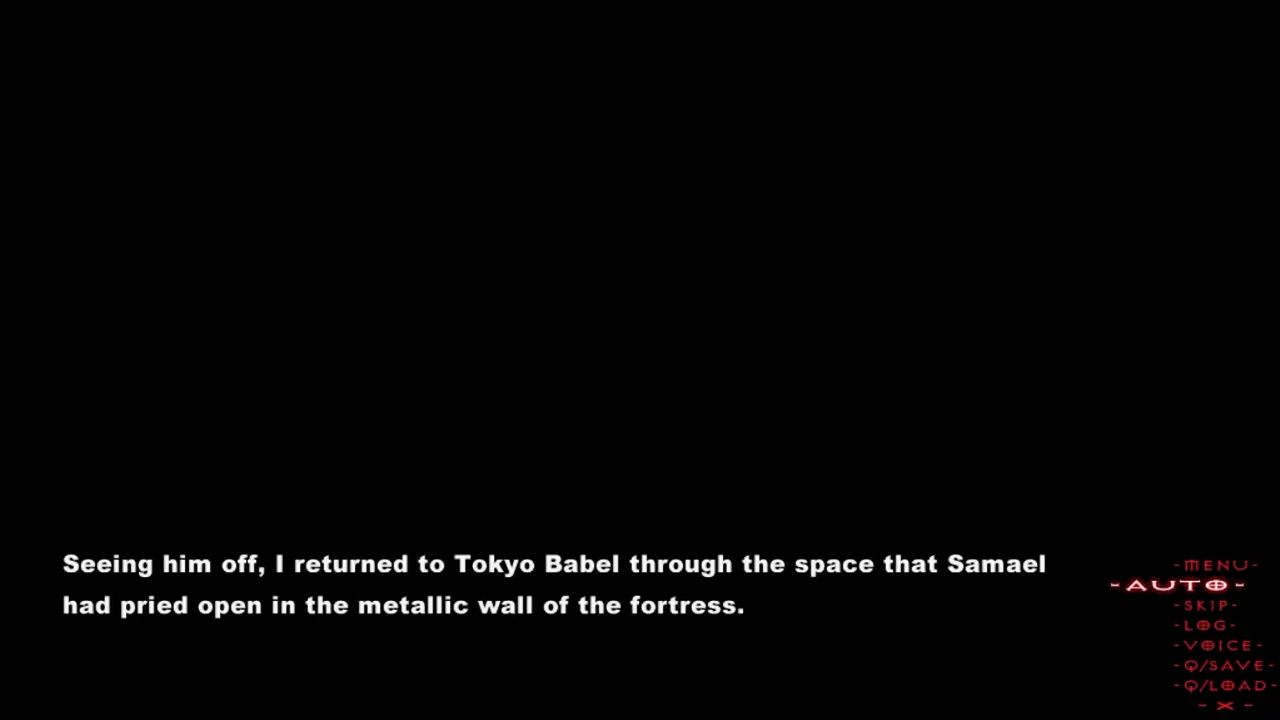 Seeing him off, I returned to Tokyo Babel through the space that Samael
had pried open in the metallic wall of the fortress.
-MENU-
-AUTO-
-SKIP-
-LOG-
-VOICE-
-Q/SAVE-
-Q/LOAD-
-X-